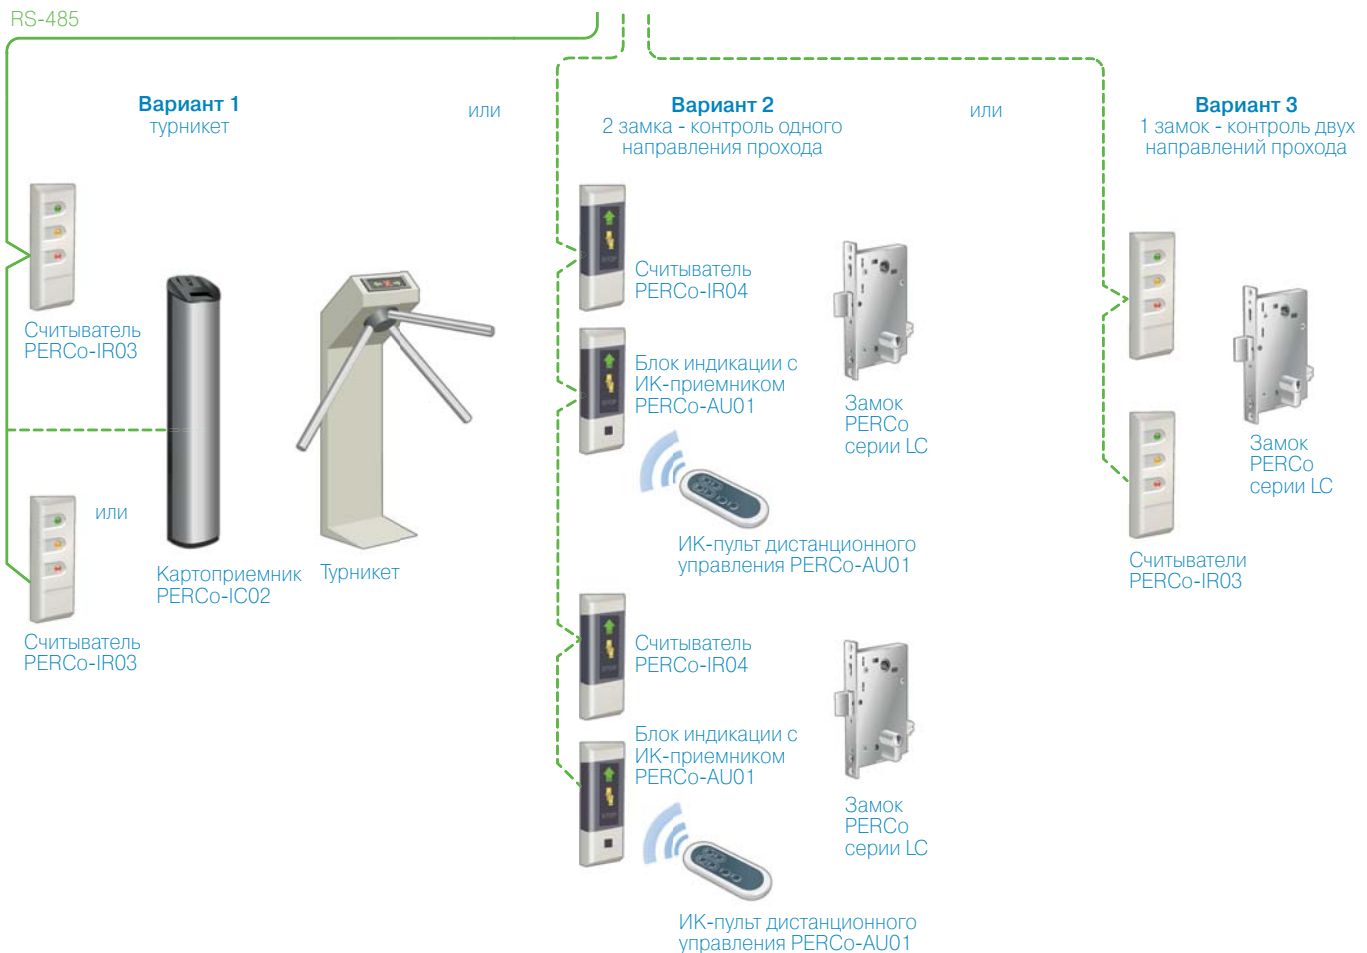 RS-485
Вариант 1
турникет
или
Вариант 2
2 замка - контроль одного
направления прохода
или
Вариант 3
1 замок - контроль двух
направлений прохода
Считыватель
PERCo-IR03
или
Считыватель
PERCo-IR03
Картоприемник
PERCo-IC02
Турникет
Считыватель
PERCo-IR04
Блок индикации с
ИК-приемником
PERCo-AU01
Замок
PERCo
серии LC
ИК-пульт дистанционного
управления PERCo-AU01
Считыватель
PERCo-IR04
Блок индикации с
ИК-приемником
PERCo-AU01
Замок
PERCo
серии LC
ИК-пульт дистанционного
управления PERCo-AU01
Замок
PERCo
серии LC
Считыватели
PERCo-IR03